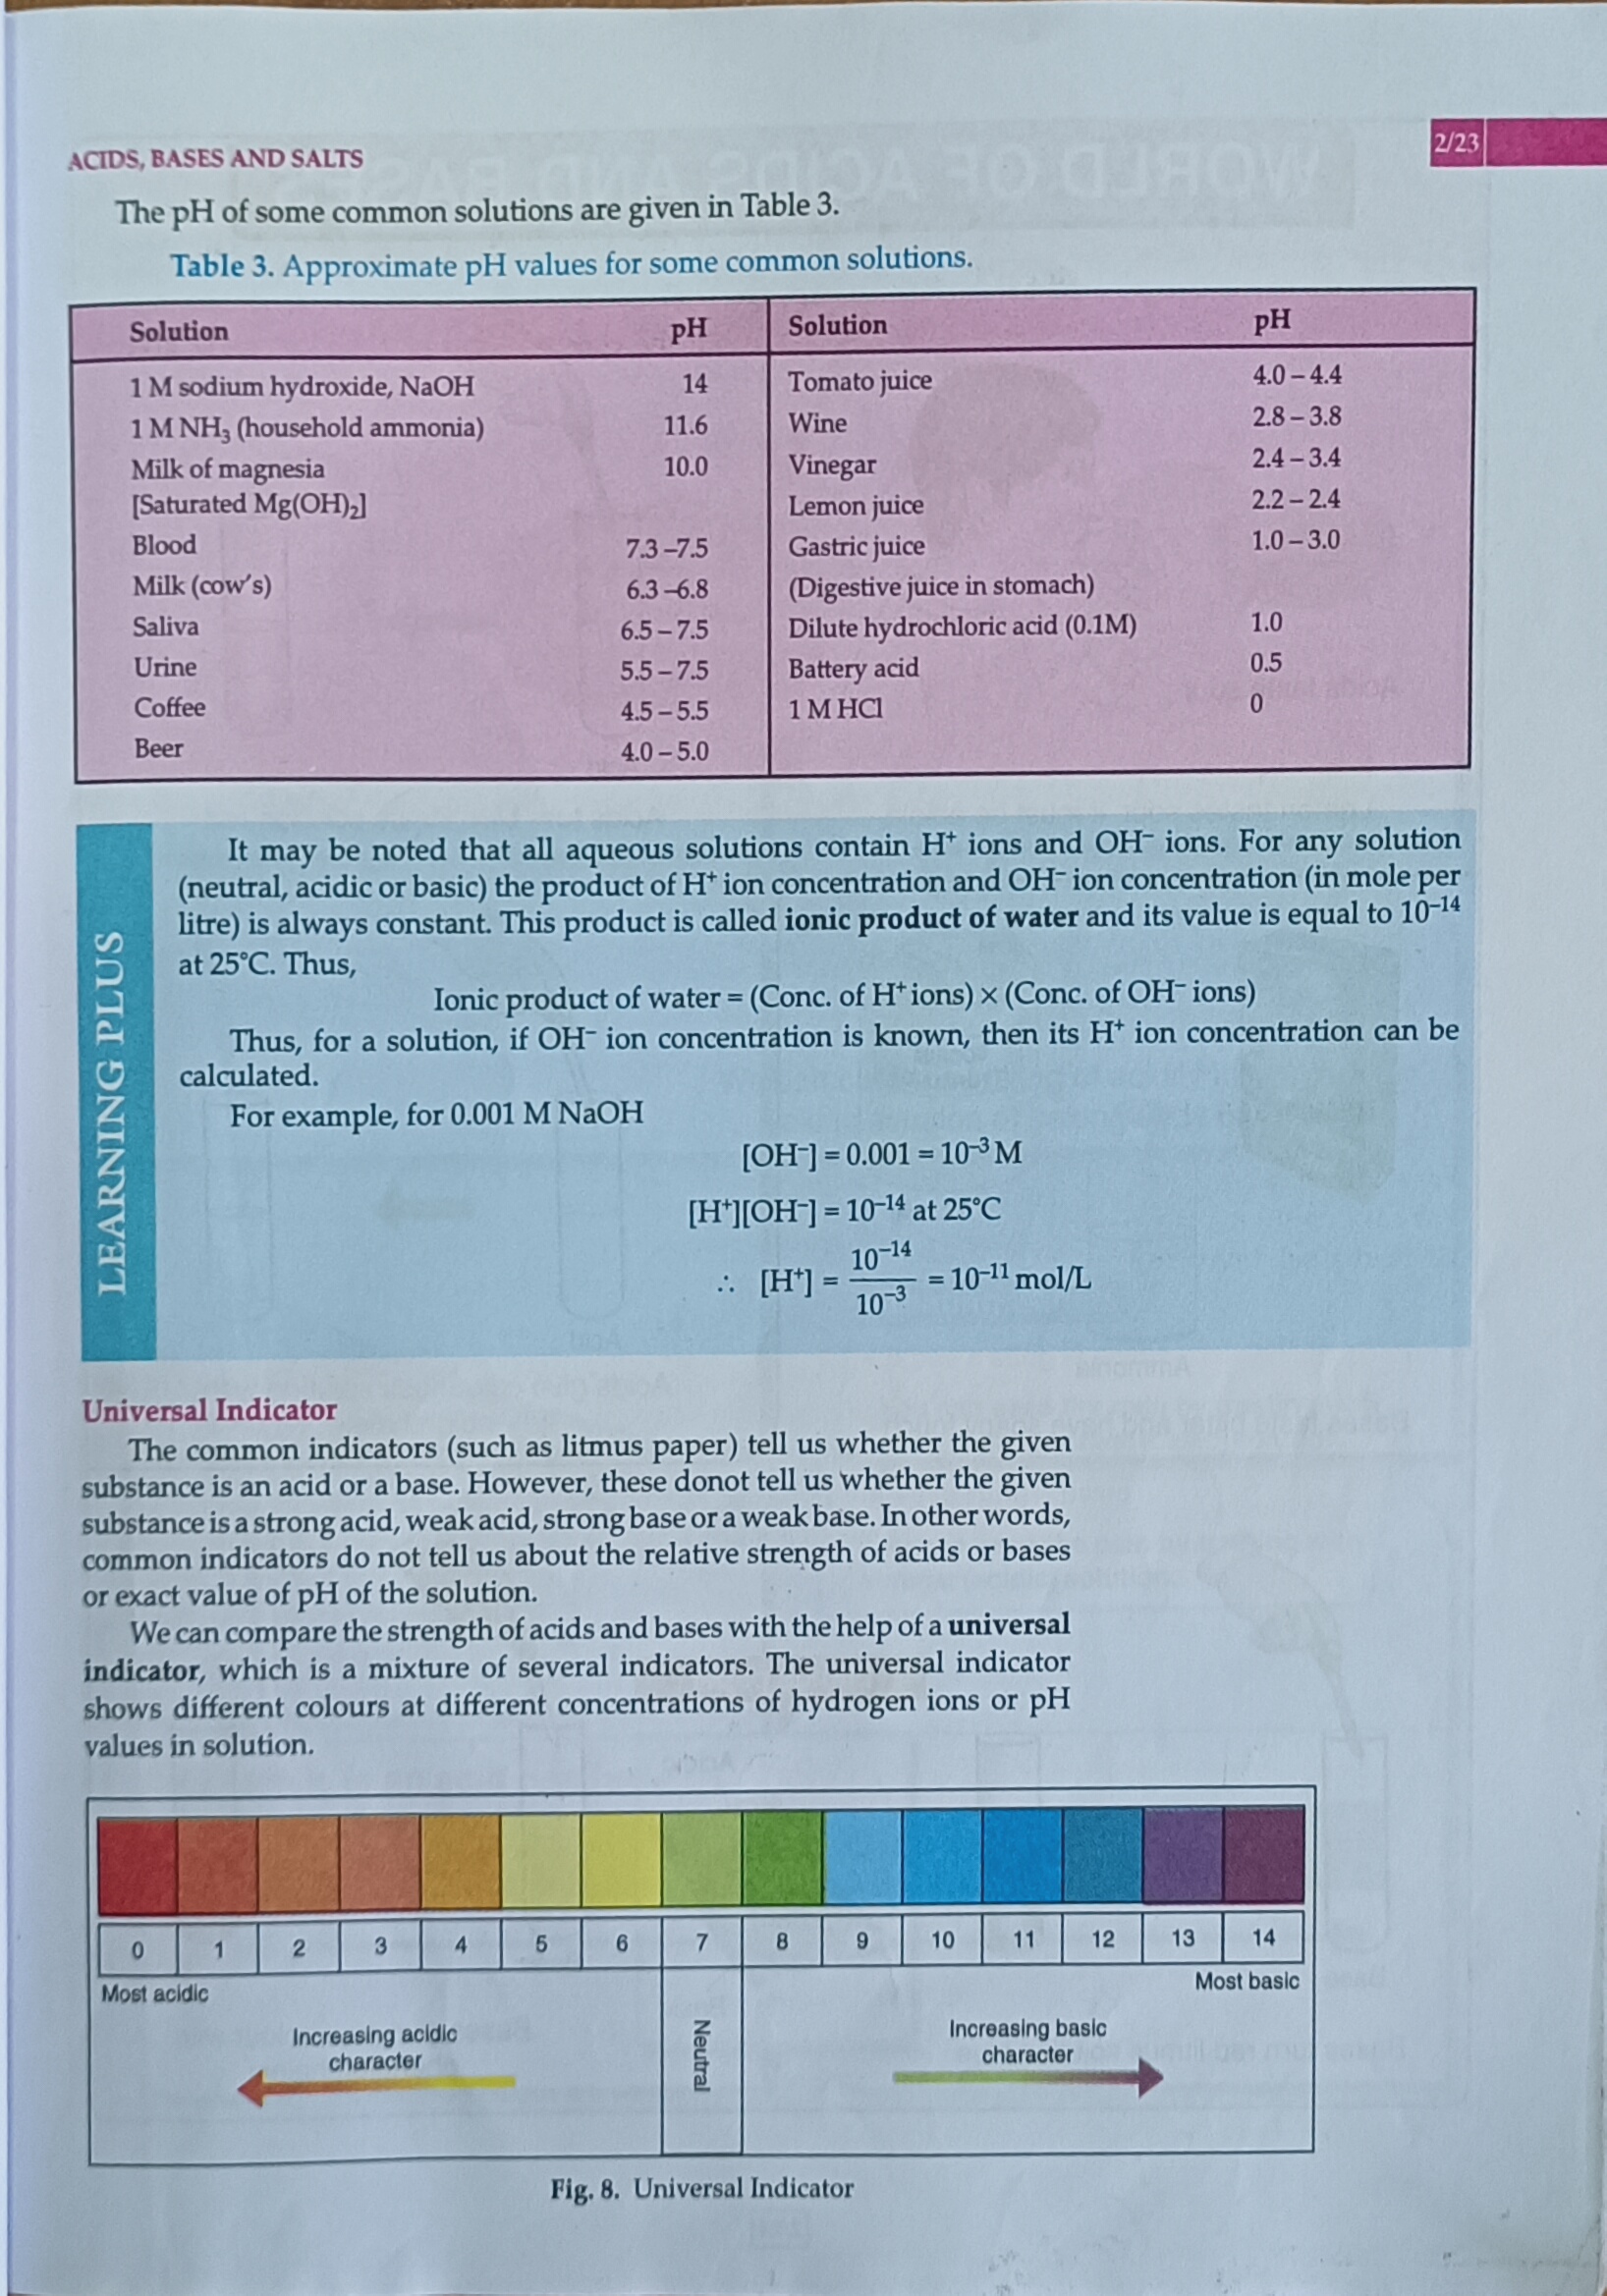 2/23
ACIDS, BASES AND SALTS
The pH of some common solutions are given in Table 3.
Table 3. Approximate pH values for some common solutions.
Solution pH Solution pH
1 M sodium hydroxide, NaOH 14 Tomato juice 4.0 – 4.4
1 M NH₃ (household ammonia) 11.6 Wine 2.8 – 3.8
Milk of magnesia 10.0 Vinegar 2.4 – 3.4
[Saturated Mg(OH)₂] Lemon juice 2.2 – 2.4
Blood 7.3 –7.5 Gastric juice 1.0 – 3.0
Milk (cow's) 6.3 –6.8 (Digestive juice in stomach)
Saliva 6.5 – 7.5 Dilute hydrochloric acid (0.1M) 1.0
Urine 5.5 – 7.5 Battery acid 0.5
Coffee 4.5 – 5.5 1 M HCl 0
Beer 4.0 – 5.0
LEARNING PLUS
It may be noted that all aqueous solutions contain H⁺ ions and OH⁻ ions. For any solution
(neutral, acidic or basic) the product of H⁺ ion concentration and OH⁻ ion concentration (in mole per
litre) is always constant. This product is called ionic product of water and its value is equal to 10⁻¹⁴
at 25°C. Thus,
Ionic product of water = (Conc. of H⁺ ions) × (Conc. of OH⁻ ions)
Thus, for a solution, if OH⁻ ion concentration is known, then its H⁺ ion concentration can be
calculated.
For example, for 0.001 M NaOH
[OH⁻] = 0.001 = 10⁻³ M
[H⁺][OH⁻] = 10⁻¹⁴ at 25°C
∴ [H⁺] = 10⁻¹⁴ / 10⁻³ = 10⁻¹¹ mol/L
Universal Indicator
The common indicators (such as litmus paper) tell us whether the given
substance is an acid or a base. However, these donot tell us whether the given
substance is a strong acid, weak acid, strong base or a weak base. In other words,
common indicators do not tell us about the relative strength of acids or bases
or exact value of pH of the solution.
We can compare the strength of acids and bases with the help of a universal
indicator, which is a mixture of several indicators. The universal indicator
shows different colours at different concentrations of hydrogen ions or pH
values in solution.
0 1 2 3 4 5 6 7 8 9 10 11 12 13 14
Most acidic Most basic
Increasing acidic
character
Neutral
Increasing basic
character
Fig. 8. Universal Indicator